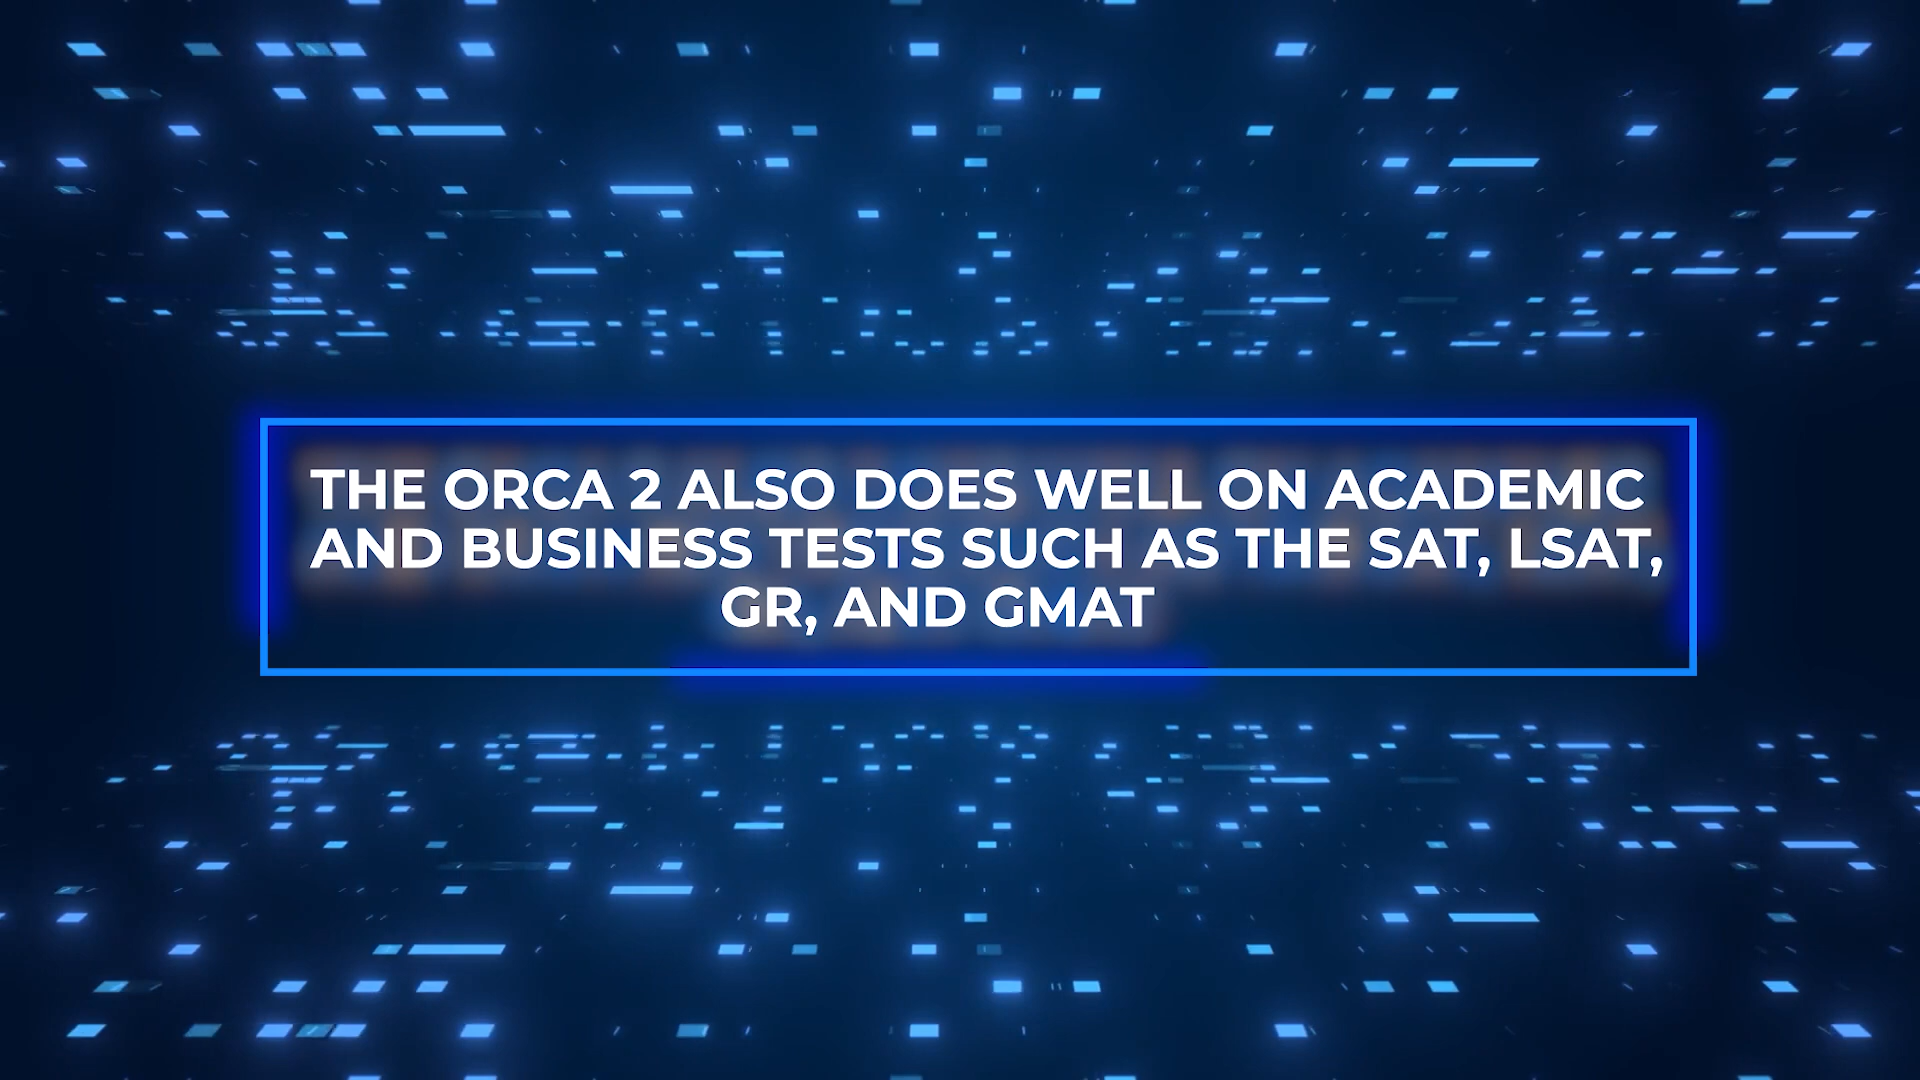 THE ORCA 2 ALSO DOES WELL ON ACADEMIC
AND BUSINESS TESTS SUCH AS THE SAT, LSAT,
GR, AND GMAT